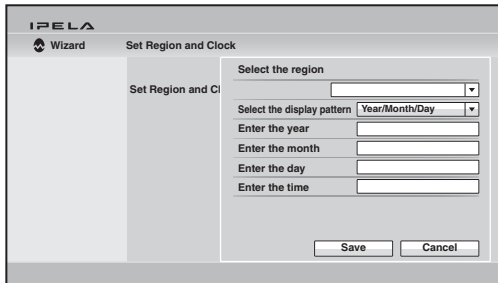 IPELA
Wizard Set Region and Clock
Select the region
Set Region and Cl
Select the display pattern Year/Month/Day
Enter the year
Enter the month
Enter the day
Enter the time
Save Cancel